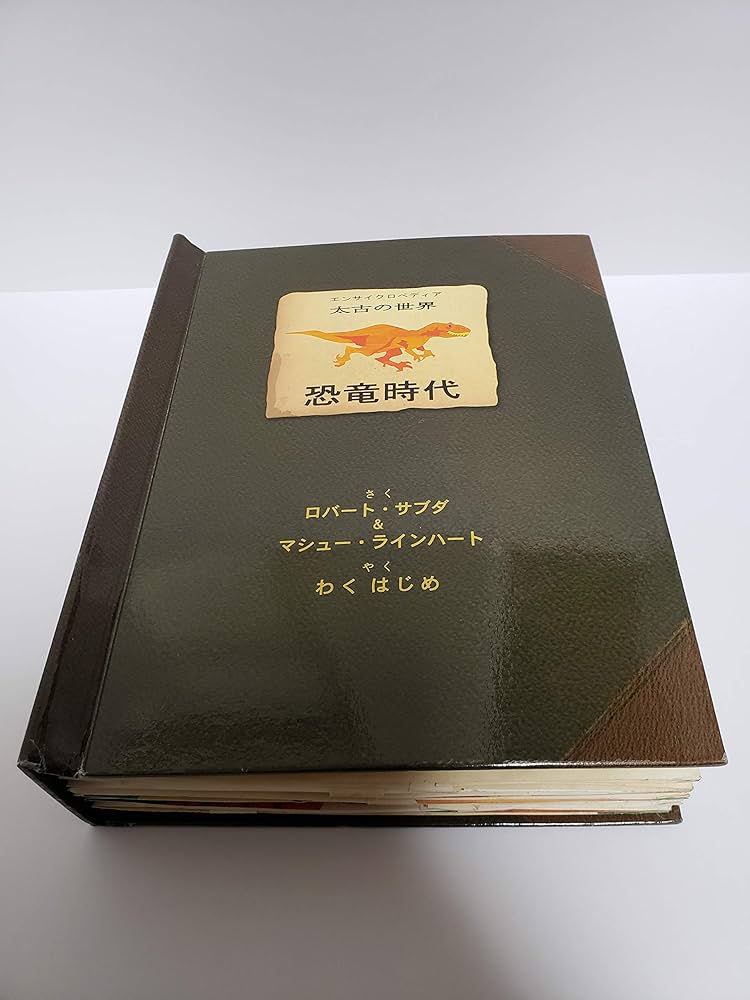 エンサイクロペディア
太古の世界
恐竜時代
さく
ロバート・サブダ
&
マシュー・ラインハート
やく
わく はじめ